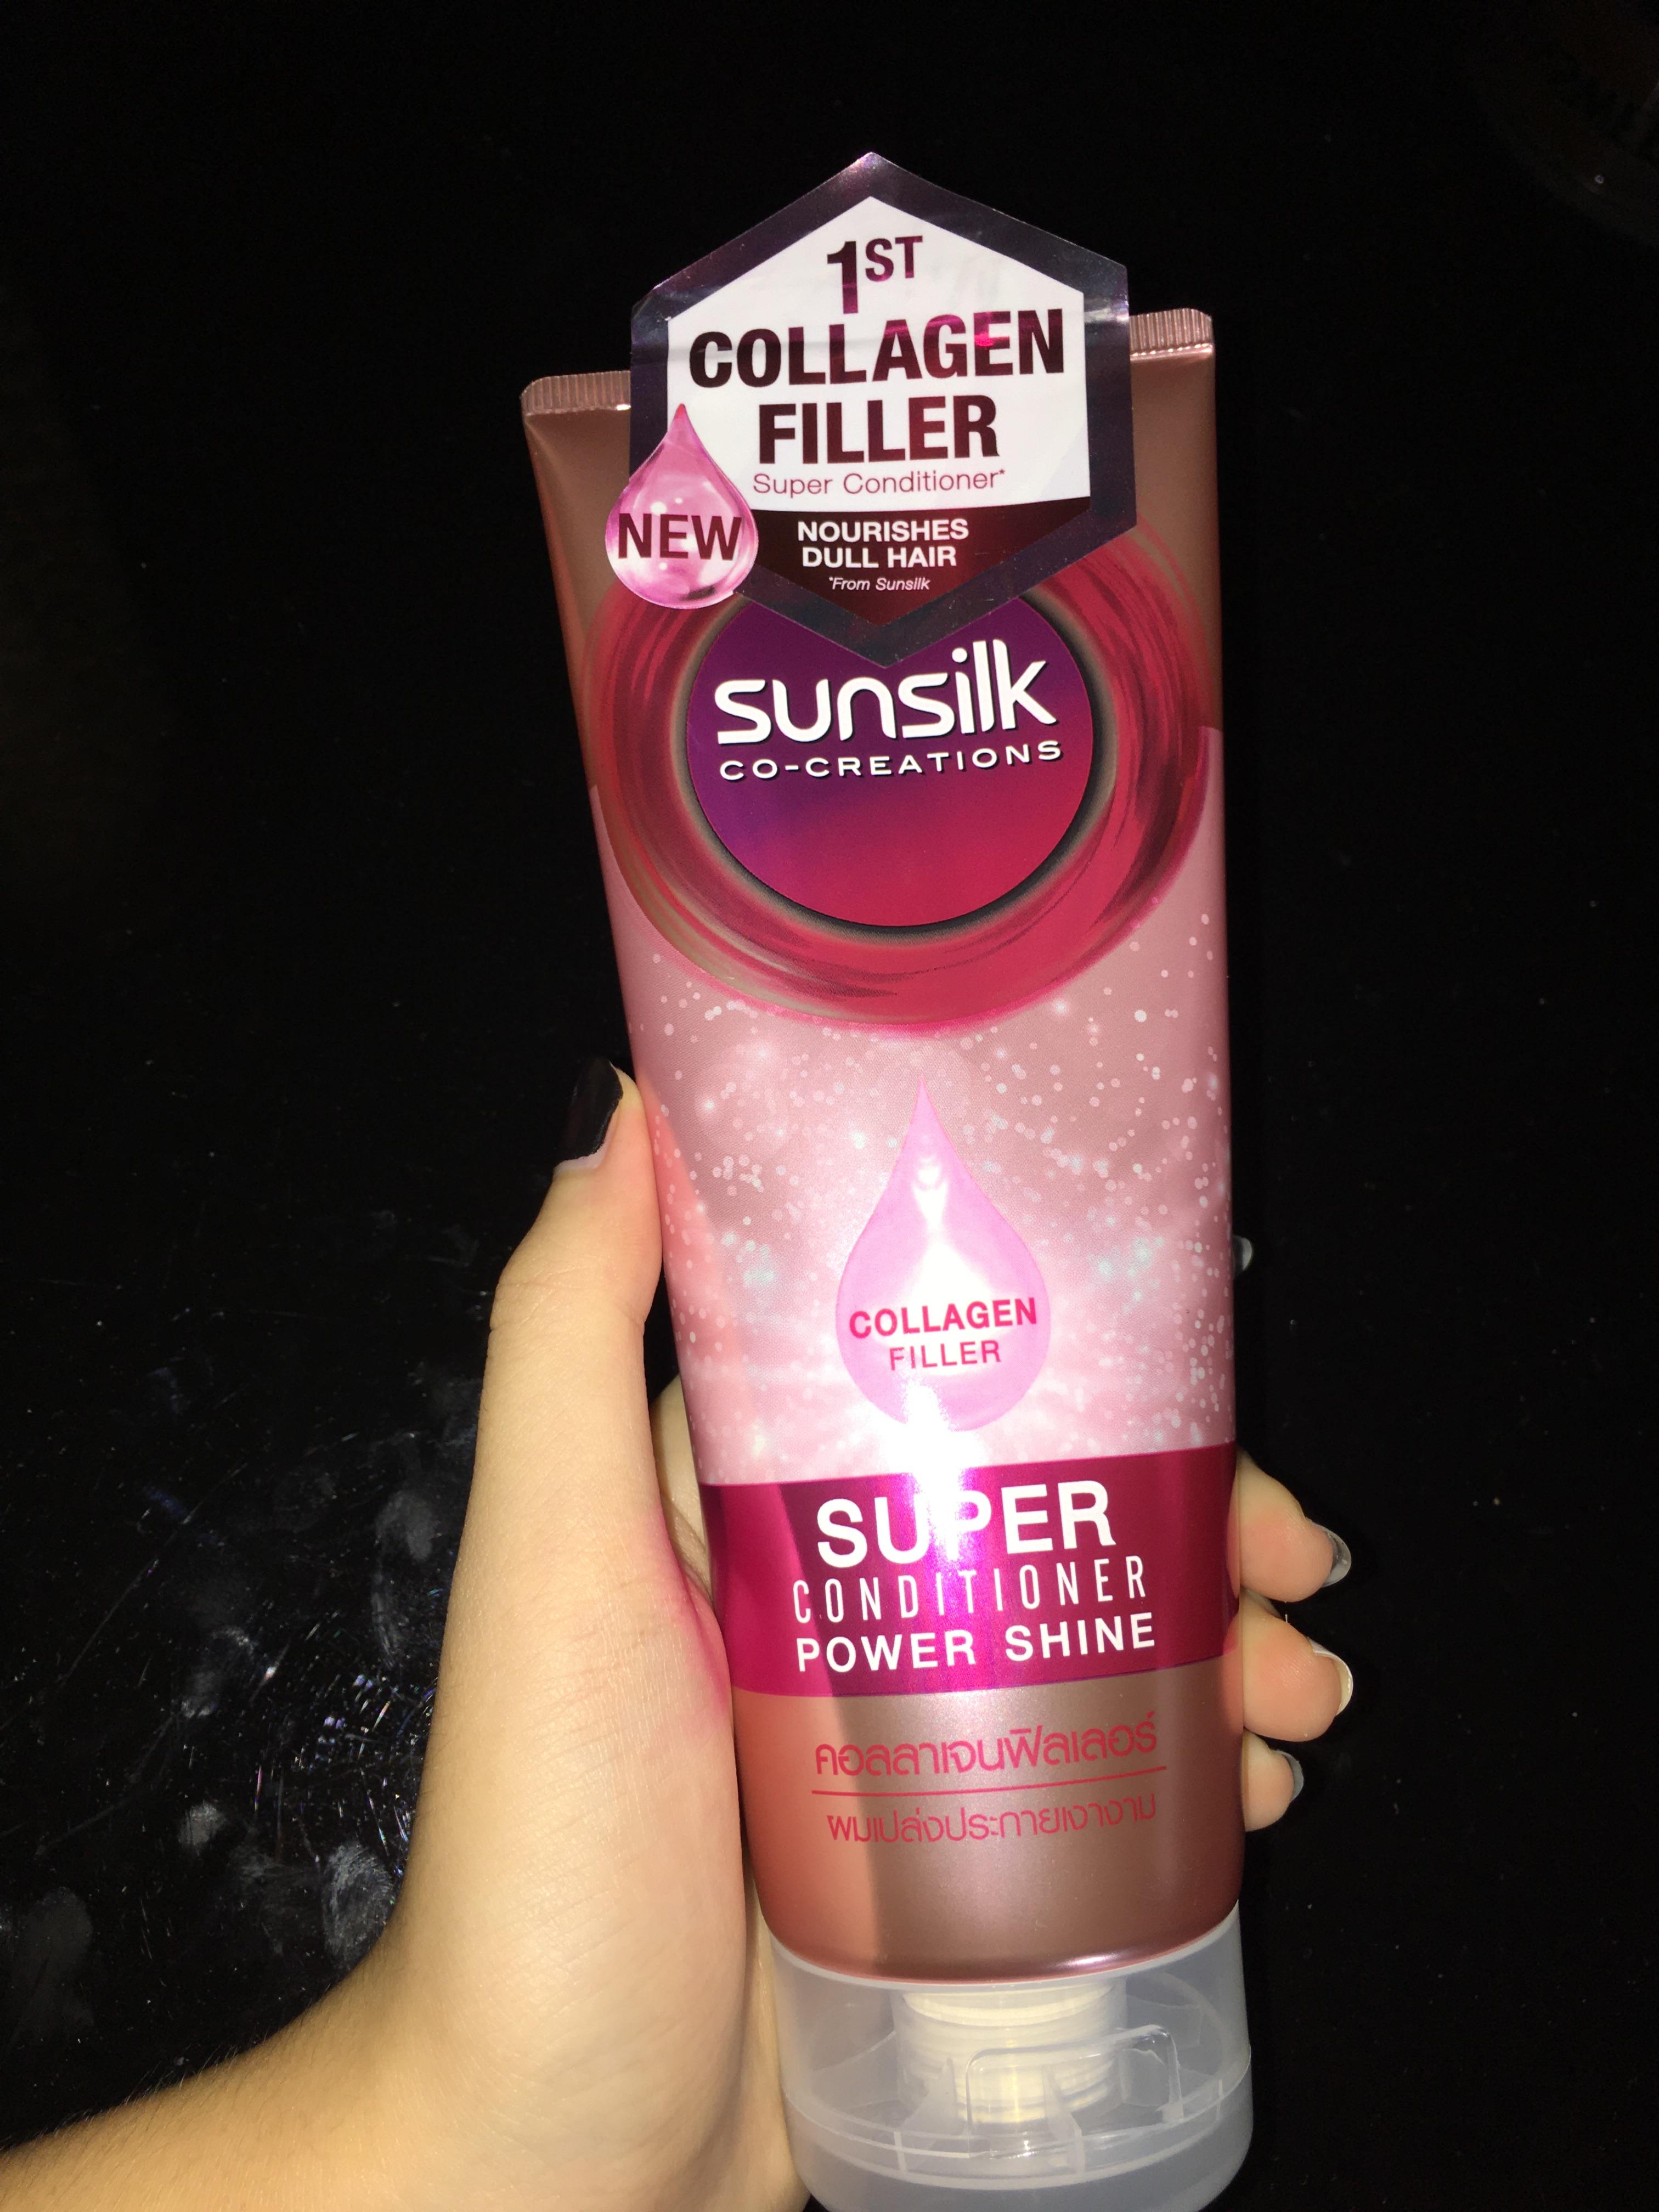 1ST
COLLAGEN
FILLER
Super Conditioner*
NEW
NOURISHES
DULL HAIR
*From Sunsilk
sunsilk
CO-CREATIONS
COLLAGEN
FILLER
SUPER
CONDITIONER
POWER SHINE
คอลลาเจนฟิลเลอร์
ผมเปล่งประกายเงางาม